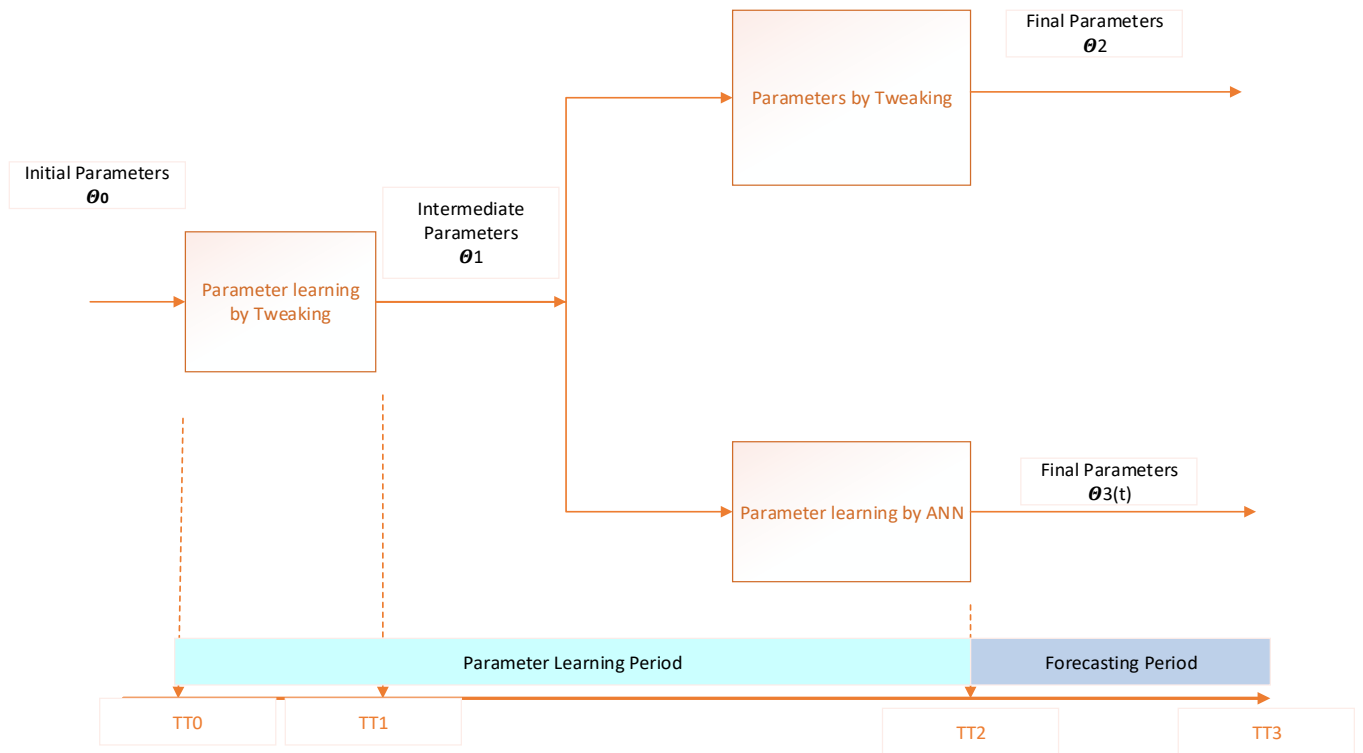 Final Parameters
𝜣2
Parameters by Tweaking
Initial Parameters
𝜣0
Intermediate
Parameters
𝜣1
Parameter learning
by Tweaking
Final Parameters
𝜣3(t)
Parameter learning by ANN
Parameter Learning Period
Forecasting Period
TT0
TT1
TT2
TT3